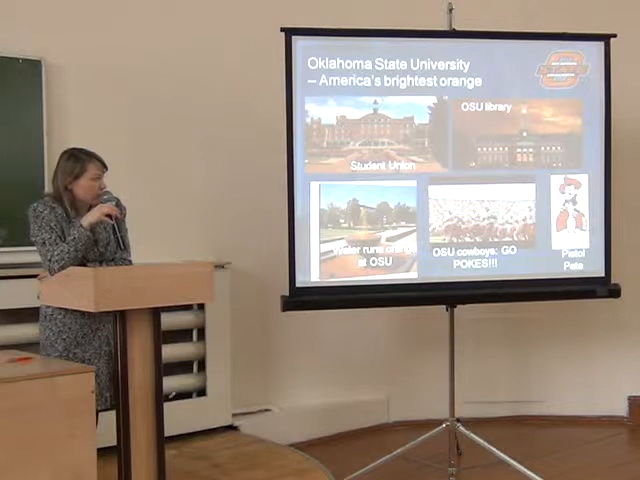 Oklahoma State University
– America's brightest orange
STATE
OSU library
Student Union
Water runs orange
at OSU
OSU cowboys: GO
POKES!!!
Pistol
Pete